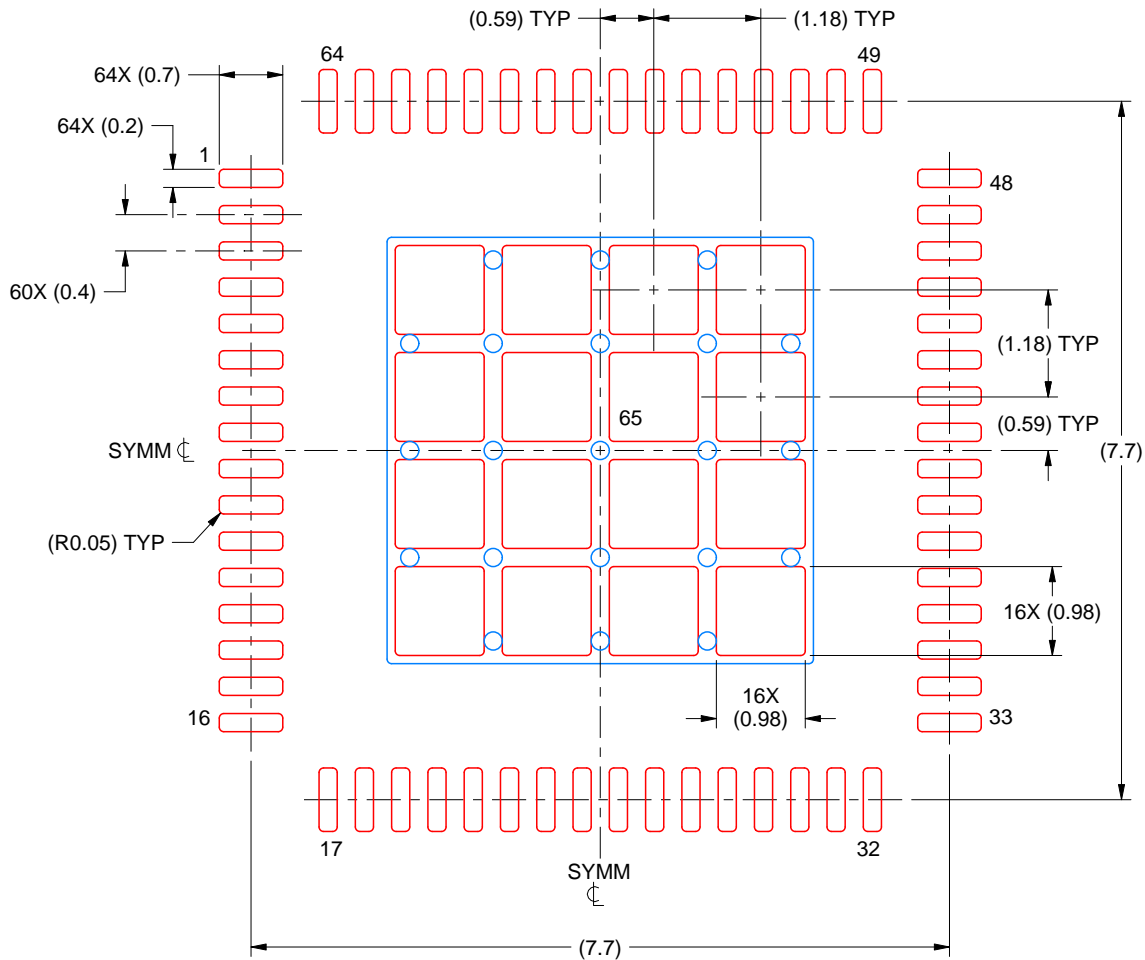 (0.59) TYP
(1.18) TYP
64
49
64X (0.7)
64X (0.2)
1
48
60X (0.4)
(1.18) TYP
65
(0.59) TYP
SYMM ℄
(7.7)
(R0.05) TYP
16X (0.98)
16X
(0.98)
16
33
17
32
SYMM
℄
(7.7)